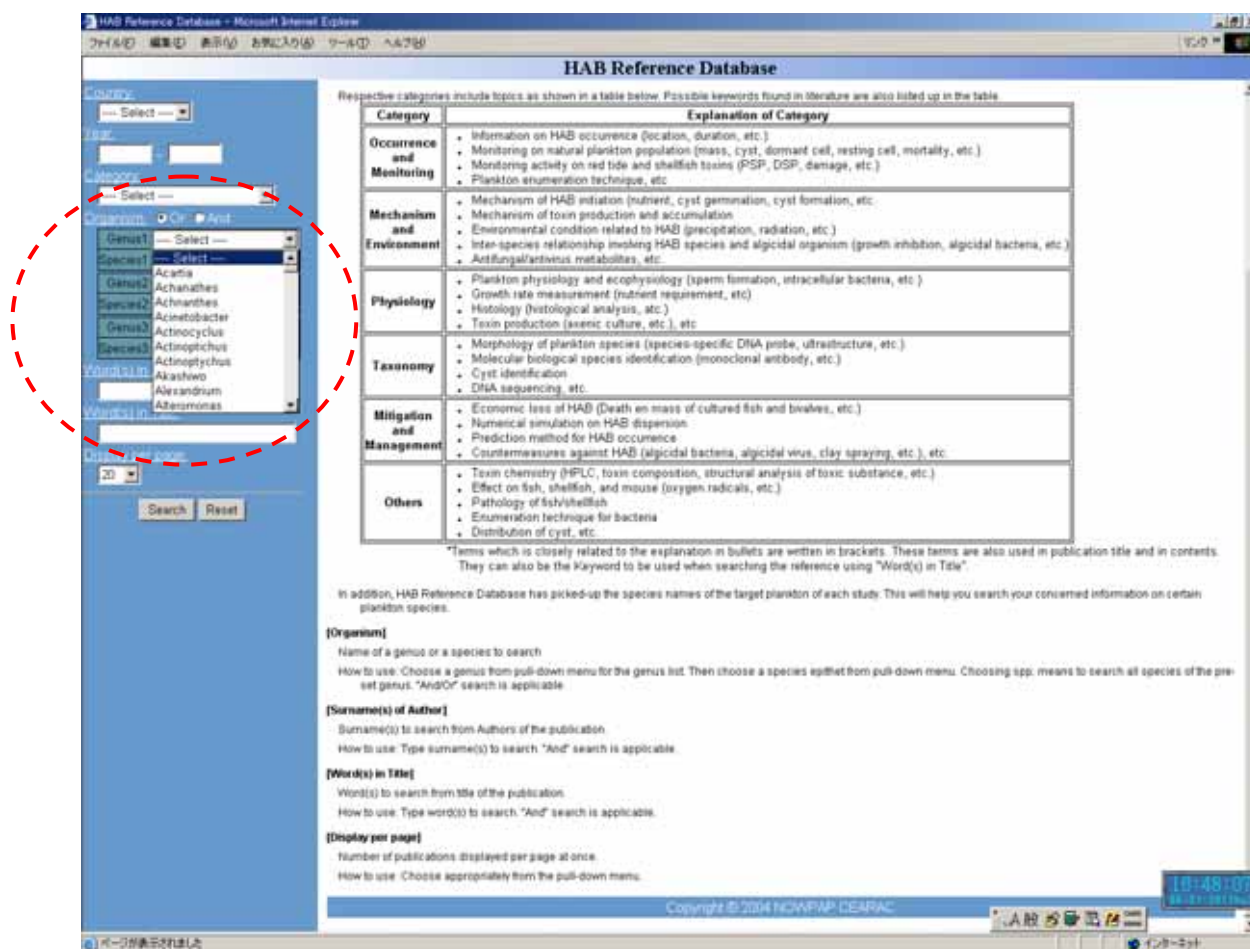 HAB Reference Database - Microsoft Internet Explorer
ファイル(F) 編集(E) 表示(V) お気に入り(A) ツール(T) ヘルプ(H)
リンク
HAB Reference Database
Country:
--- Select ---
Year:
-
Category:
--- Select ---
Organism: Or And
Genus1 --- Select ---
Species1 --- Select ---
Acartia
Achanathes
Genus2
Achnanthes
Species2
Acinetobacter
Genus3 Actinocyclus
Species3 Actinoptichus
Actinoptychus
Word(s) in
Akashiwo
Alexandrium
Alteromonas
Word(s) in
Display per page:
20
Search Reset
Respective categories include topics as shown in a table below. Possible keywords found in literature are also listed up in the table.
Category Explanation of Category
Occurrence and Monitoring
• Information on HAB occurrence (location, duration, etc.)
• Monitoring on natural plankton population (mass, cyst, dormant cell, resting cell, mortality, etc.)
• Monitoring activity on red tide and shellfish toxins (PSP, DSP, damage, etc.)
• Plankton enumeration technique, etc
Mechanism and Environment
• Mechanism of HAB initiation (nutrient, cyst germination, cyst formation, etc.
• Mechanism of toxin production and accumulation
• Environmental condition related to HAB (precipitation, radiation, etc.)
• Inter-species relationship involving HAB species and algicidal organism (growth inhibition, algicidal bacteria, etc.)
• Antifungal/antivirus metabolites, etc.
Physiology
• Plankton physiology and ecophysiology (sperm formation, intracellular bacteria, etc.)
• Growth rate measurement (nutrient requirement, etc)
• Histology (histological analysis, etc.)
• Toxin production (axenic culture, etc.), etc
Taxonomy
• Morphology of plankton species (species-specific DNA probe, ultrastructure, etc.)
• Molecular biological species identification (monoclonal antibody, etc.)
• Cyst identification
• DNA sequencing, etc.
Mitigation and Management
• Economic loss of HAB (Death en mass of cultured fish and bivalves, etc.)
• Numerical simulation on HAB dispersion
• Prediction method for HAB occurrence
• Countermeasures against HAB (algicidal bacteria, algicidal virus, clay spraying, etc.), etc.
Others
• Toxin chemistry (HPLC, toxin composition, structural analysis of toxic substance, etc.)
• Effect on fish, shellfish, and mouse (oxygen radicals, etc.)
• Pathology of fish/shellfish
• Enumeration technique for bacteria
• Distribution of cyst, etc.
*Terms which is closely related to the explanation in bullets are written in brackets. These terms are also used in publication title and in contents.
They can also be the Keyword to be used when searching the reference using "Word(s) in Title".
In addition, HAB Reference Database has picked-up the species names of the target plankton of each study. This will help you search your concerned information on certain
plankton species.
[Organism]
Name of a genus or a species to search
How to use: Choose a genus from pull-down menu for the genus list. Then choose a species epithet from pull-down menu. Choosing spp. means to search all species of the pre-
set genus. "And/Or" search is applicable
[Surname(s) of Author]
Surname(s) to search from Authors of the publication
How to use: Type surname(s) to search. "And" search is applicable.
[Word(s) in Title]
Word(s) to search from title of the publication.
How to use: Type word(s) to search. "And" search is applicable.
[Display per page]
Number of publications displayed per page at once.
How to use: Choose appropriately from the pull-down menu.
Copyright © 2004 NOWPAP CEARAC
A 般
ページが表示されました
インターネット